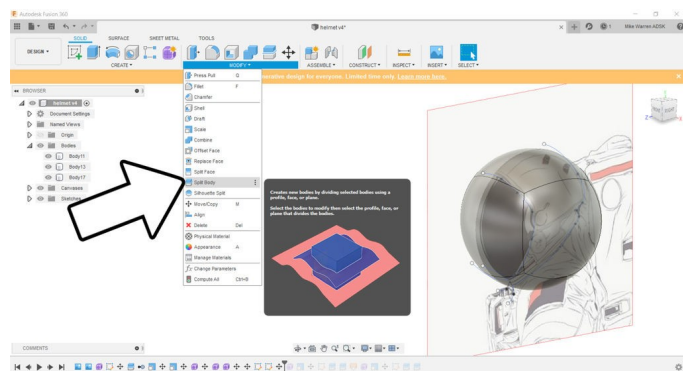 Autodesk Fusion 360
helmet v4*
1
Mike Warren ADSK
SOLID
SURFACE
SHEET METAL
TOOLS
DESIGN
CREATE
MODIFY
ASSEMBLE
CONSTRUCT
INSPECT
INSERT
SELECT
design for everyone. Limited time only. Learn more here.
BROWSER
helmet v4
Document Settings
Named Views
Origin
Bodies
Body11
Body13
Body17
Canvases
Sketches
Press Pull Q
Fillet F
Chamfer
Shell
Draft
Scale
Combine
Offset Face
Replace Face
Split Face
Split Body
Silhouette Split
Move/Copy M
Align
Delete Del
Physical Material
Appearance A
Manage Materials
Change Parameters
Compute All Ctrl+B
Creates new bodies by dividing selected bodies using a
profile, face, or plane.
Select the bodies to modify then select the profile, face, or
plane that divides the bodies.
COMMENTS